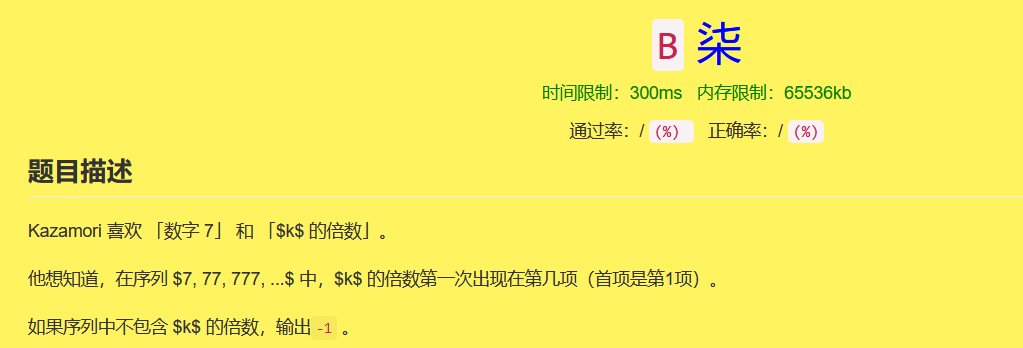 B 柒
时间限制：300ms 内存限制：65536kb
通过率：/ (%) 正确率：/ (%)
题目描述
Kazamori 喜欢 「数字 7」 和 「$k$ 的倍数」。
他想知道，在序列 $7, 77, 777, ...$ 中，$k$ 的倍数第一次出现在第几项（首项是第1项）。
如果序列中不包含 $k$ 的倍数，输出 -1 。